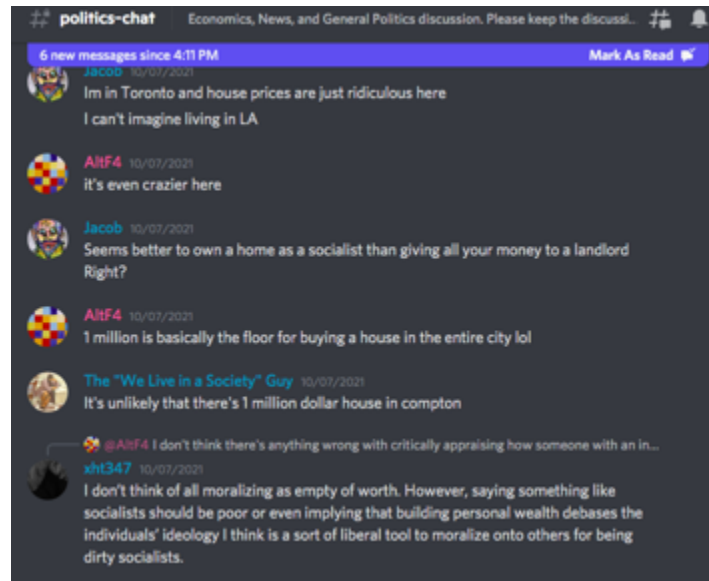 politics-chat Economics, News, and General Politics discussion. Please keep the discussi...
6 new messages since 4:11 PM Mark As Read
Jacob 10/07/2021
Im in Toronto and house prices are just ridiculous here
I can't imagine living in LA
AltF4 10/07/2021
it's even crazier here
Jacob 10/07/2021
Seems better to own a home as a socialist than giving all your money to a landlord
Right?
AltF4 10/07/2021
1 million is basically the floor for buying a house in the entire city lol
The "We Live in a Society" Guy 10/07/2021
It's unlikely that there's 1 million dollar house in compton
@AltF4 I don't think there's anything wrong with critically appraising how someone with an in...
xht347 10/07/2021
I don't think of all moralizing as empty of worth. However, saying something like
socialists should be poor or even implying that building personal wealth debases the
individuals' ideology I think is a sort of liberal tool to moralize onto others for being
dirty socialists.